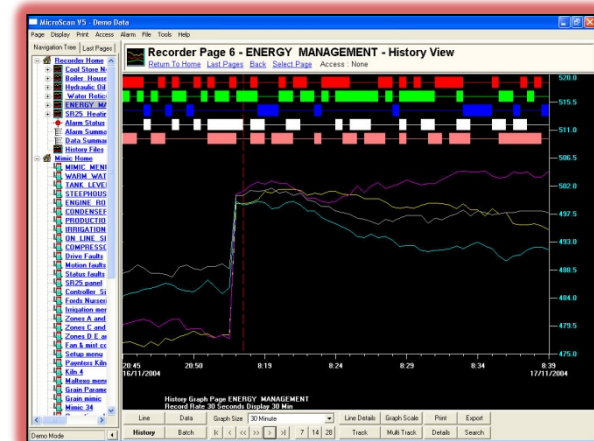 MicroScan V5 - Demo Data
Page Display Print Access Alarm File Tools Help
Navigation Tree Last Pages
Recorder Page 6 - ENERGY MANAGEMENT - History View
Return To Home Last Pages Back Select Page Access : None
Recorder Home
Cool Store N
Boiler House
Hydraulic Oil
Water Retic
ENERGY MA
SR25 Heatin
Alarm Status
Alarm Summa
Data Summar
History Files
Mimic Home
MIMIC MENU
WARM WAT
TANK LEVE
STEEPHOUS
ENGINE RO
CONDENSER
PRODUCTIO
IRRIGATION
ON LINE SI
COMPRESSO
Drive Faults
Motion faults
Status faults
SR25 panel
Controller Si
Fords Nurseri
Irrigation mer
Zones A and
Zones C and
Zones D E a
Fan & mist co
Setup menu
Paynters Kiln
Kiln 4
Maltexo menu
Grain Parame
Grain mimic
Mimic 34
520.0
515.5
511.0
506.5
502.0
497.5
493.0
488.5
484.0
479.5
475.0
20:45 20:50 8:19 8:24 8:29 8:34 8:39
16/11/2004 17/11/2004
History Graph Page ENERGY MANAGEMENT
Record Rate 30 Seconds Display 30 Min
Line Data Graph Size 30 Minute Line Details Graph Scale Print Export
History Batch K < << >> > >| 7 14 28 Track Multi Track Details Search
Demo Mode